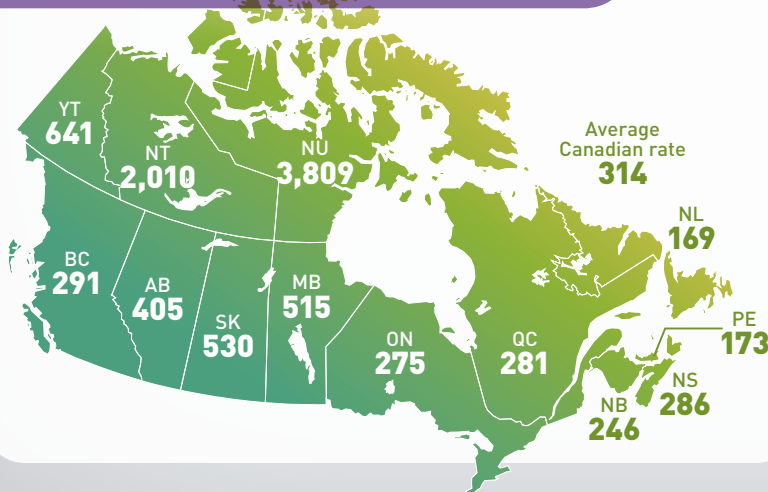 YT
641
NT
2,010
NU
3,809
Average
Canadian rate
314
NL
169
BC
291
AB
405
SK
530
MB
515
ON
275
QC
281
PE
173
NS
286
NB
246